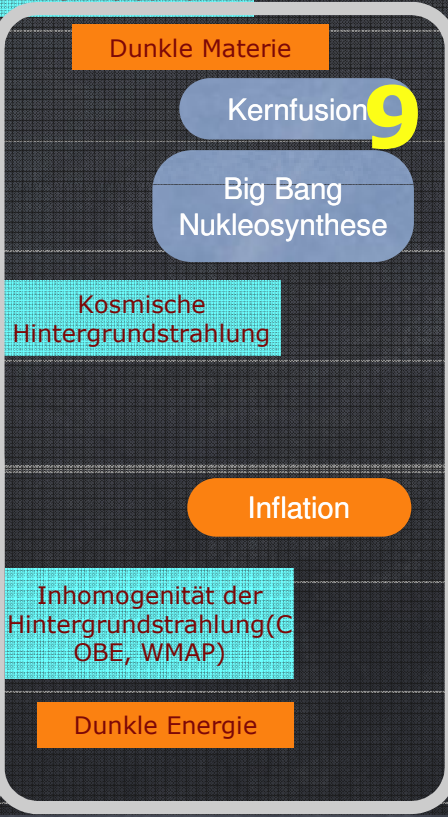 Dunkle Materie
Kernfusion
9
Big Bang
Nukleosynthese
Kosmische
Hintergrundstrahlung
Inflation
Inhomogenität der
Hintergrundstrahlung(C
OBE, WMAP)
Dunkle Energie